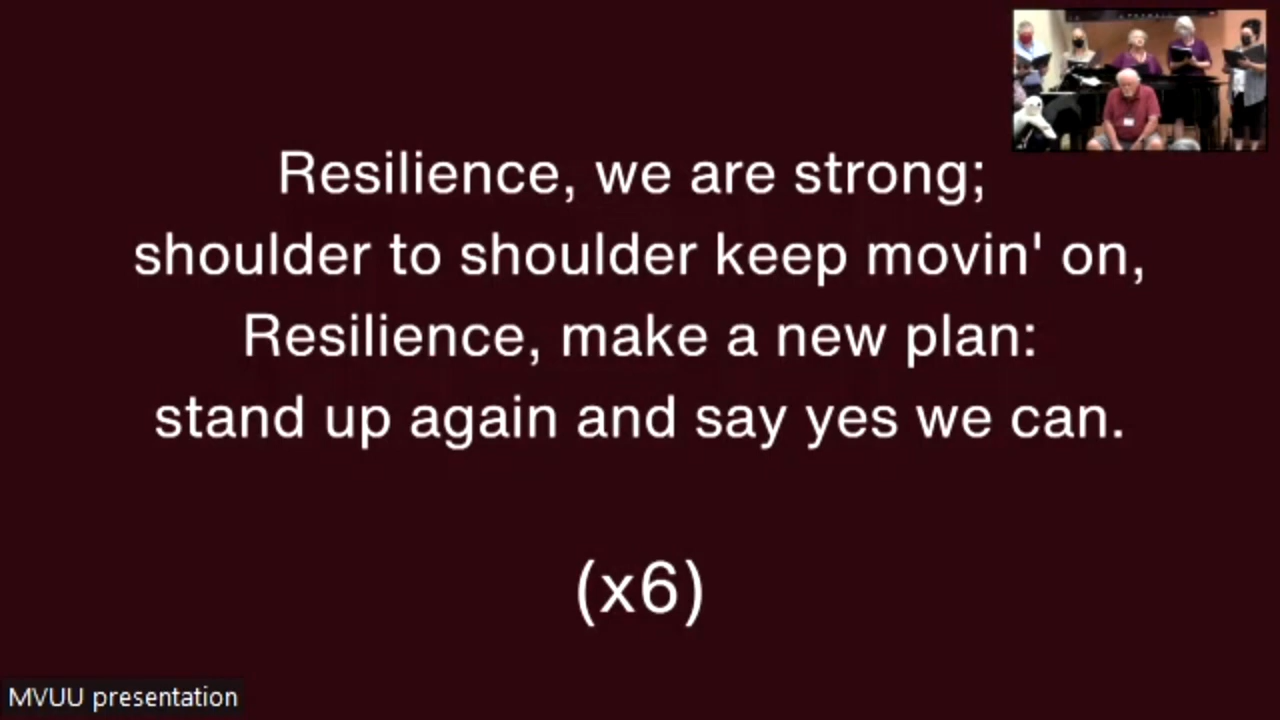 Resilience, we are strong;
shoulder to shoulder keep movin' on,
Resilience, make a new plan:
stand up again and say yes we can.
(x6)
MVUU presentation